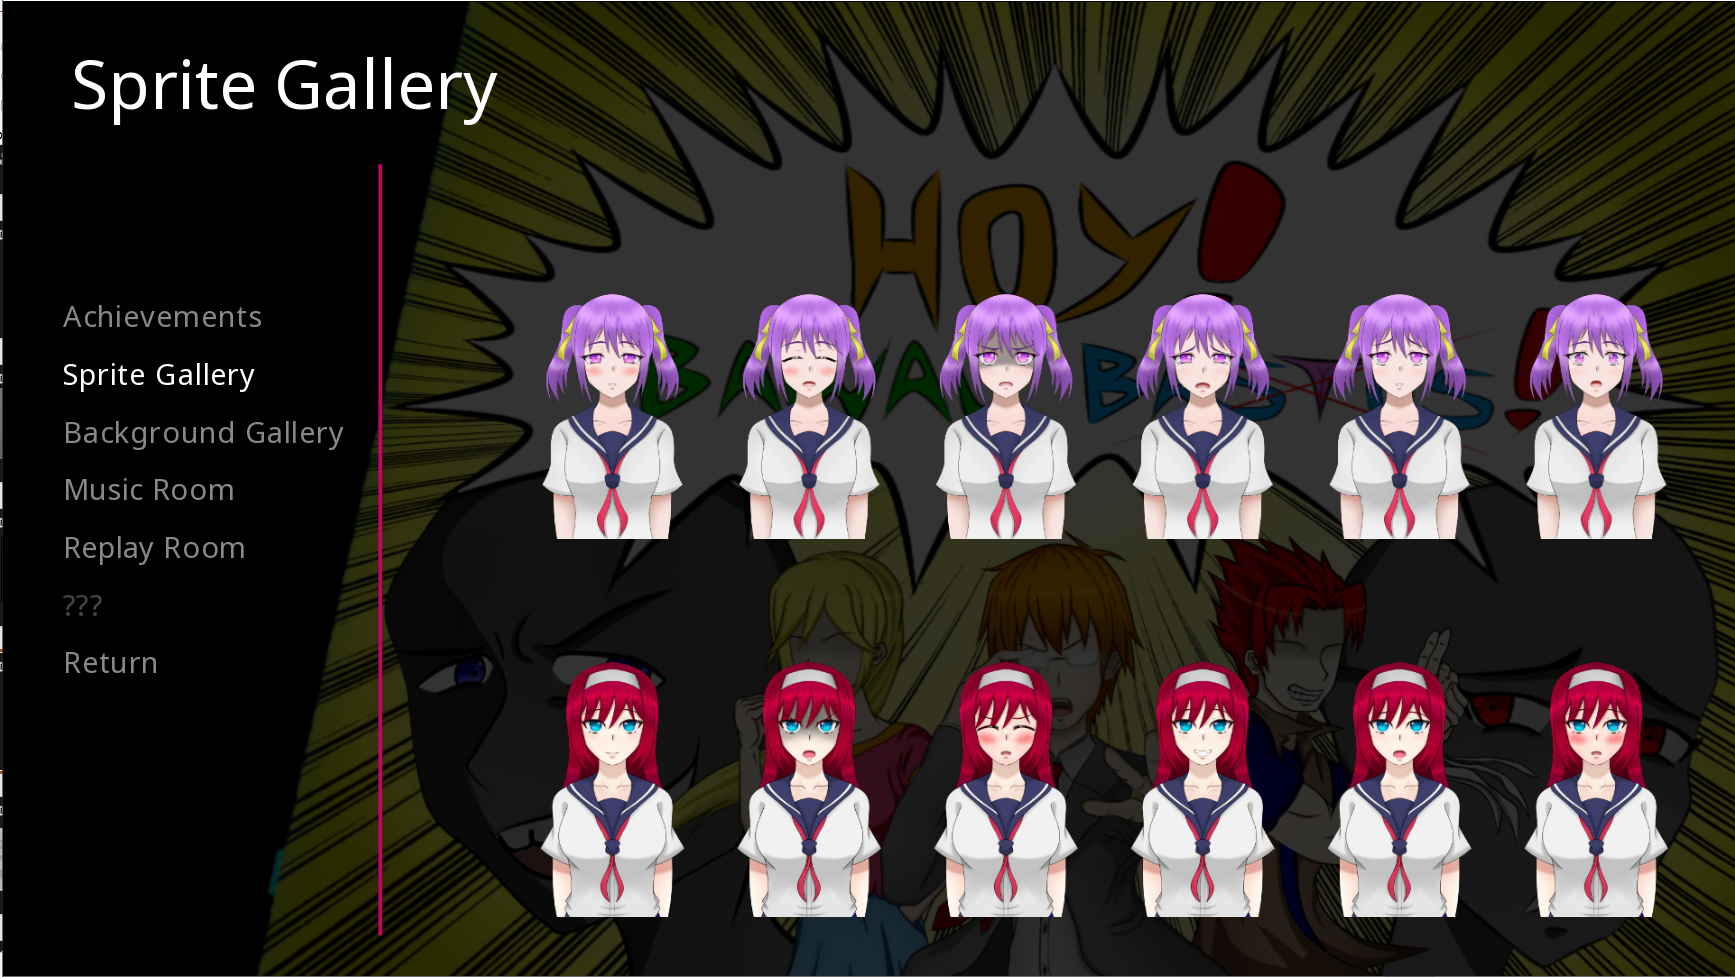 Sprite Gallery
Achievements
Sprite Gallery
Background Gallery
Music Room
Replay Room
???
Return
HOY!